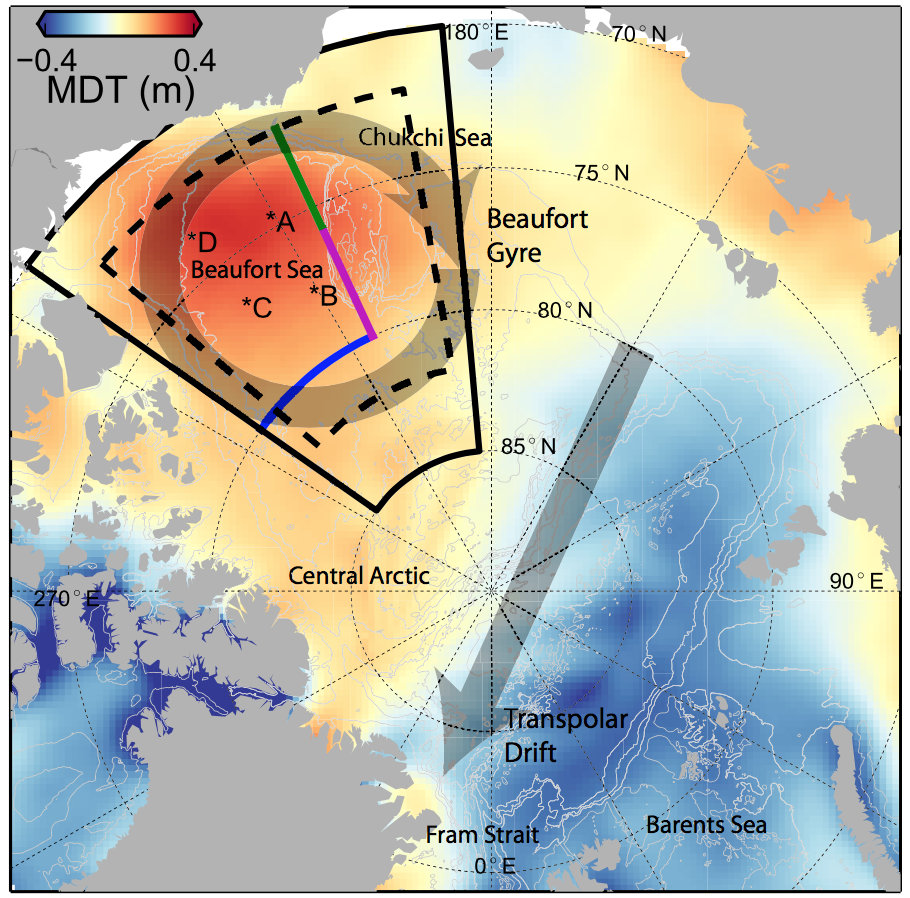 180°E
70°N
−0.4 0.4
MDT (m)
Chukchi Sea
75°N
*A
Beaufort
Gyre
*D
Beaufort Sea
*B
*C
80°N
85°N
Central Arctic
90°E
270°E
Transpolar
Drift
Fram Strait
Barents Sea
0°E